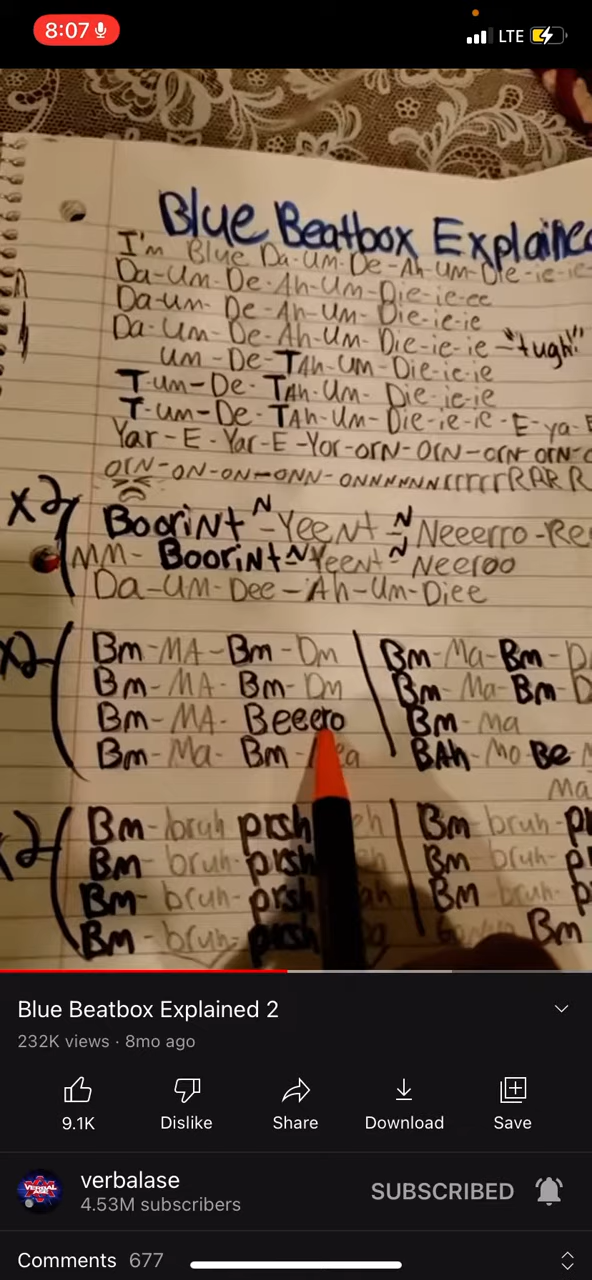 8:07
LTE
Blue Beatbox Explaine
I'm Blue Da-Um-De-Ah-Um-Die-ie-ie-
Da-Um-De-Ah-Um-Die-ie-ee
Da-um-De-Ah-Um-Die-ie-ie
Da-Um-De-Ah-Um-Die-ie-ie-"tugh!"
um-De-TAh-Um-Die-ie-ie
T-um-De-TAh-Um-Die-ie-ie
T-um-De-TAh-Um-Die-ie-ie-E-ya-
Yar-E-Yar-E-Yor-orN-OrN-orN-orN-
orN-ON-ON-ONN-ONNNNNrrrrrRARR
x2 Boorint-N-Yeent-N-Neeerro-Re
MM-Boorint-N-Yeent-N-Neeroo
Da-Um-Dee-Ah-Um-Diee
x2 Bm-MA-Bm-Dm Bm-Ma-Bm-D
Bm-MA-Bm-Dm Bm-Ma-Bm-D
Bm-MA-Beeero Bm-Ma
Bm-Ma-Bm- BAh-Mo Be
Ma
x2 Bm-bruh prsh Bm-bruh-p
Bm-bruh-prsh Bm bruh-p
Bm-bruh-prsh Bm bruh-p
Bm-bruh-prsh Bm
Blue Beatbox Explained 2
232K views · 8mo ago
9.1K Dislike Share Download Save
verbalase
4.53M subscribers
SUBSCRIBED
Comments 677